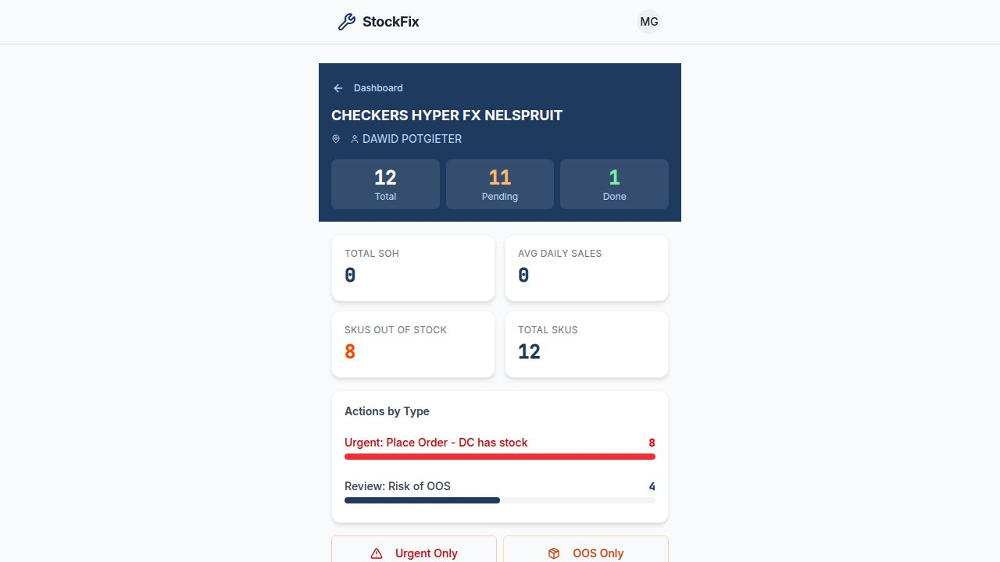 StockFix
MG
Dashboard
CHECKERS HYPER FX NELSPRUIT
DAWID POTGIETER
12
Total
11
Pending
1
Done
TOTAL SOH
0
AVG DAILY SALES
0
SKUS OUT OF STOCK
8
TOTAL SKUS
12
Actions by Type
Urgent: Place Order - DC has stock 8
Review: Risk of OOS 4
Urgent Only
OOS Only